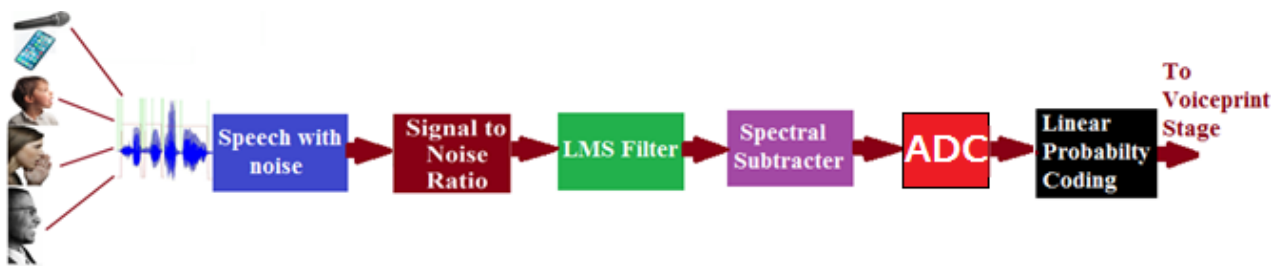 Speech with
noise
Signal to
Noise
Ratio
LMS Filter
Spectral
Subtracter
ADC
Linear
Probabilty
Coding
To
Voiceprint
Stage